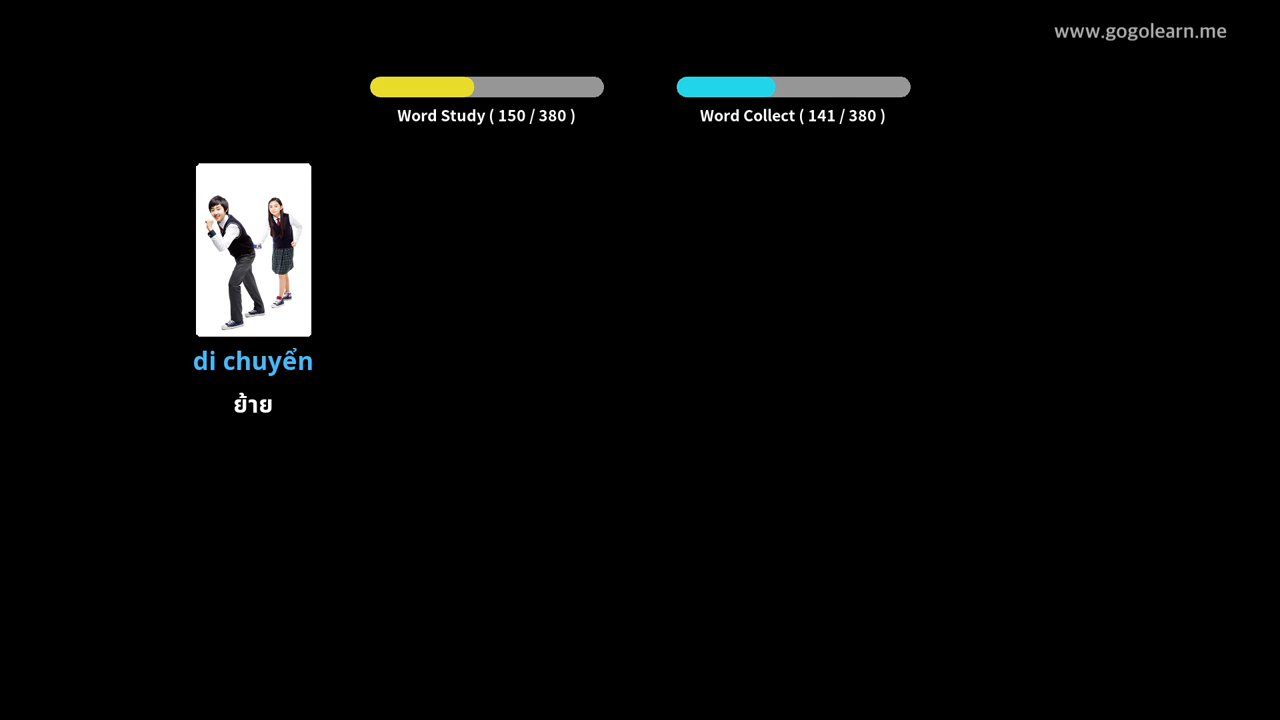 www.gogolearn.me
Word Study ( 150 / 380 )
Word Collect ( 141 / 380 )
di chuyển
ย้าย